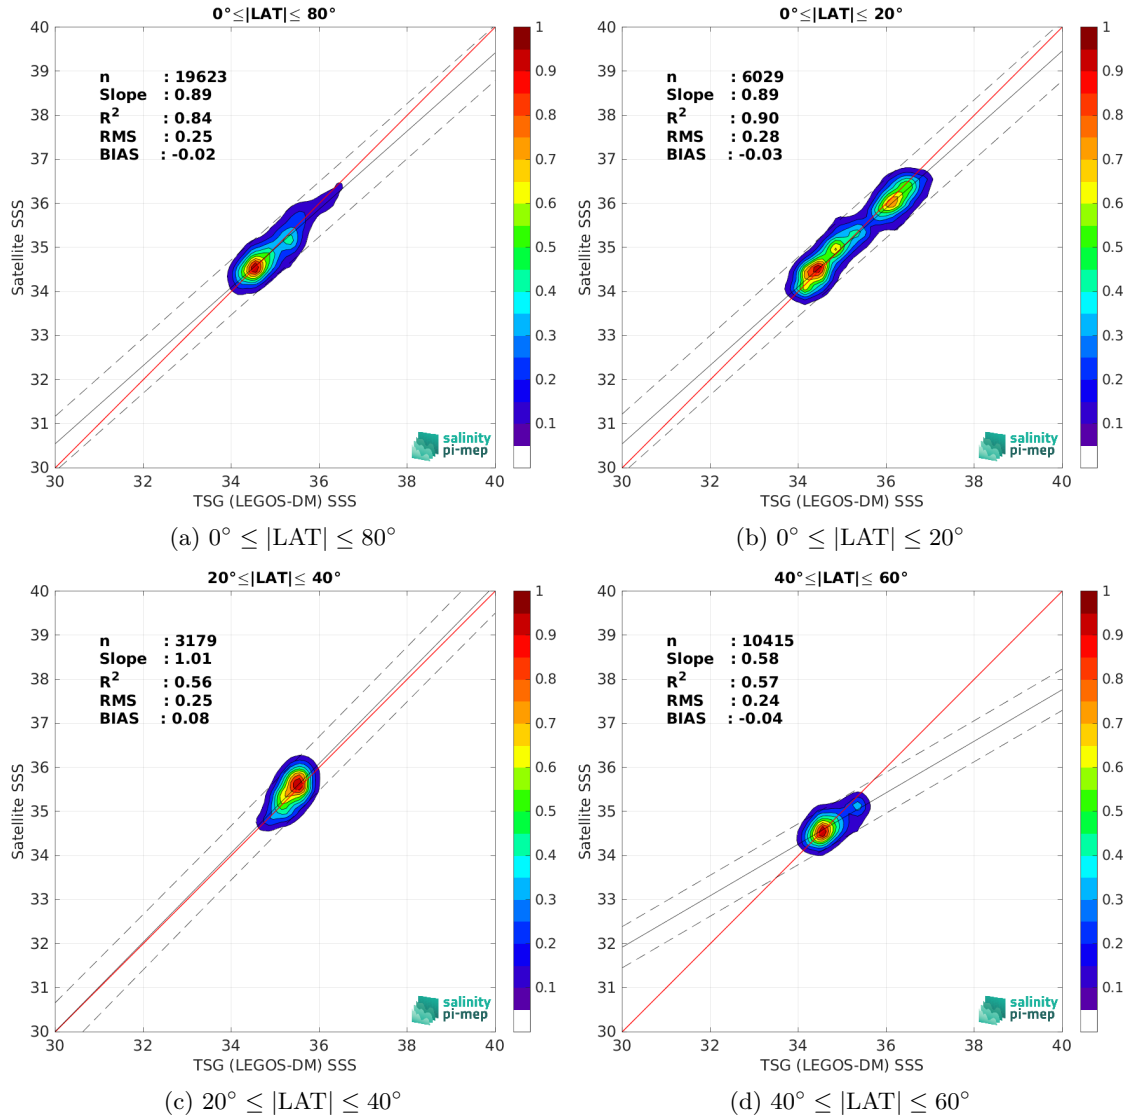 0°≤|LAT|≤ 80°
n : 19623
Slope : 0.89
R² : 0.84
RMS : 0.25
BIAS : -0.02
40
39
38
37
36
35
34
33
32
31
30
30 32 34 36 38 40
Satellite SSS
TSG (LEGOS-DM) SSS
1
0.9
0.8
0.7
0.6
0.5
0.4
0.3
0.2
0.1
salinity
pi-mep
(a) 0° ≤ |LAT| ≤ 80°
0°≤|LAT|≤ 20°
n : 6029
Slope : 0.89
R² : 0.90
RMS : 0.28
BIAS : -0.03
40
39
38
37
36
35
34
33
32
31
30
30 32 34 36 38 40
Satellite SSS
TSG (LEGOS-DM) SSS
1
0.9
0.8
0.7
0.6
0.5
0.4
0.3
0.2
0.1
salinity
pi-mep
(b) 0° ≤ |LAT| ≤ 20°
20°≤|LAT|≤ 40°
n : 3179
Slope : 1.01
R² : 0.56
RMS : 0.25
BIAS : 0.08
40
39
38
37
36
35
34
33
32
31
30
30 32 34 36 38 40
Satellite SSS
TSG (LEGOS-DM) SSS
1
0.9
0.8
0.7
0.6
0.5
0.4
0.3
0.2
0.1
salinity
pi-mep
(c) 20° ≤ |LAT| ≤ 40°
40°≤|LAT|≤ 60°
n : 10415
Slope : 0.58
R² : 0.57
RMS : 0.24
BIAS : -0.04
40
39
38
37
36
35
34
33
32
31
30
30 32 34 36 38 40
Satellite SSS
TSG (LEGOS-DM) SSS
1
0.9
0.8
0.7
0.6
0.5
0.4
0.3
0.2
0.1
salinity
pi-mep
(d) 40° ≤ |LAT| ≤ 60°